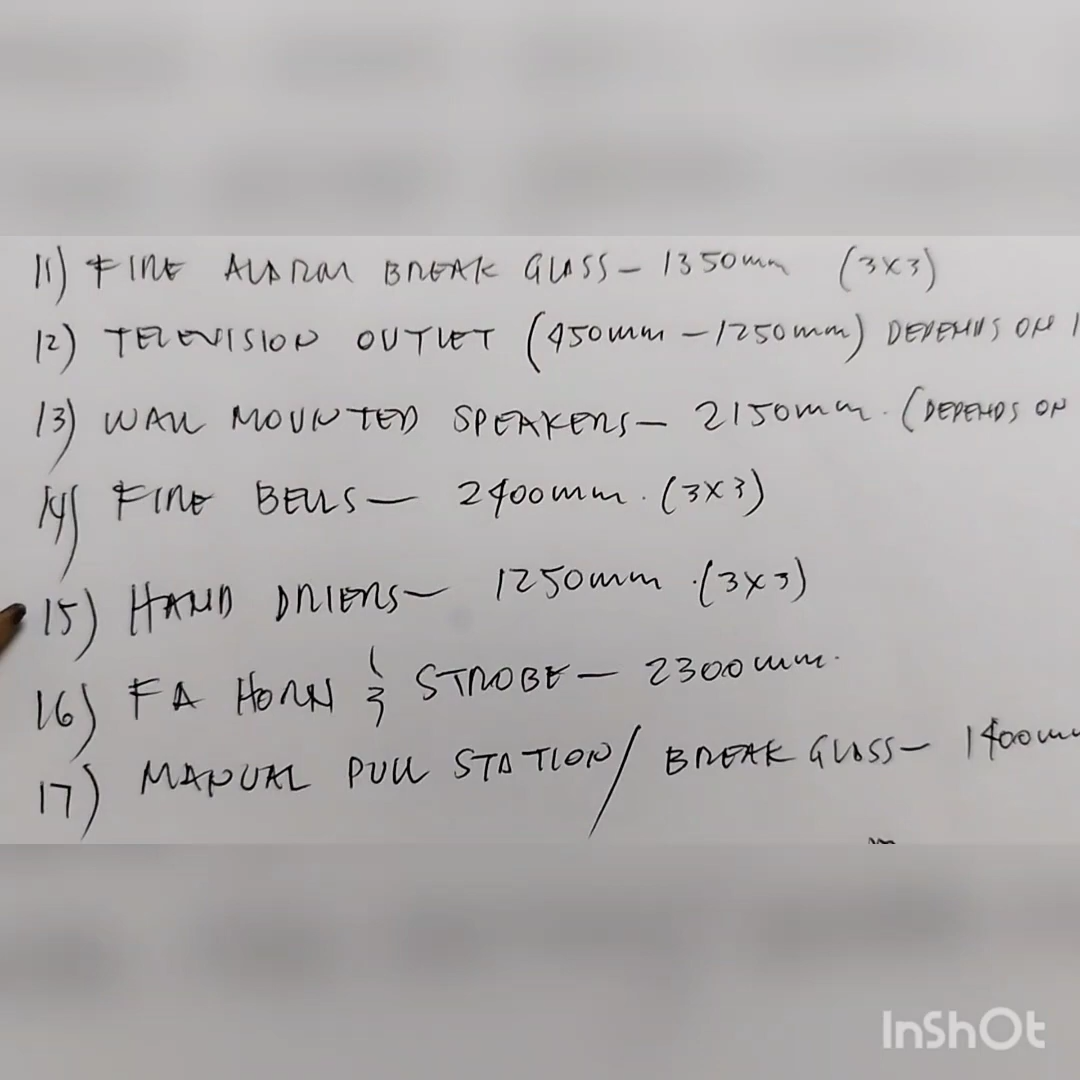 11) FIRE ALARM BREAK GLASS - 1350mm (3x3)
12) TELEVISION OUTLET (450mm - 1250mm) DEPENDS ON
13) WALL MOUNTED SPEAKERS - 2150mm. (DEPENDS ON
14) FIRE BELLS - 2400mm. (3x3)
15) HAND DRIERS - 1250mm .(3x3)
16) FA HORN & STROBE - 2300mm.
17) MANUAL PULL STATION/ BREAK GLASS - 1400mm
InShOt